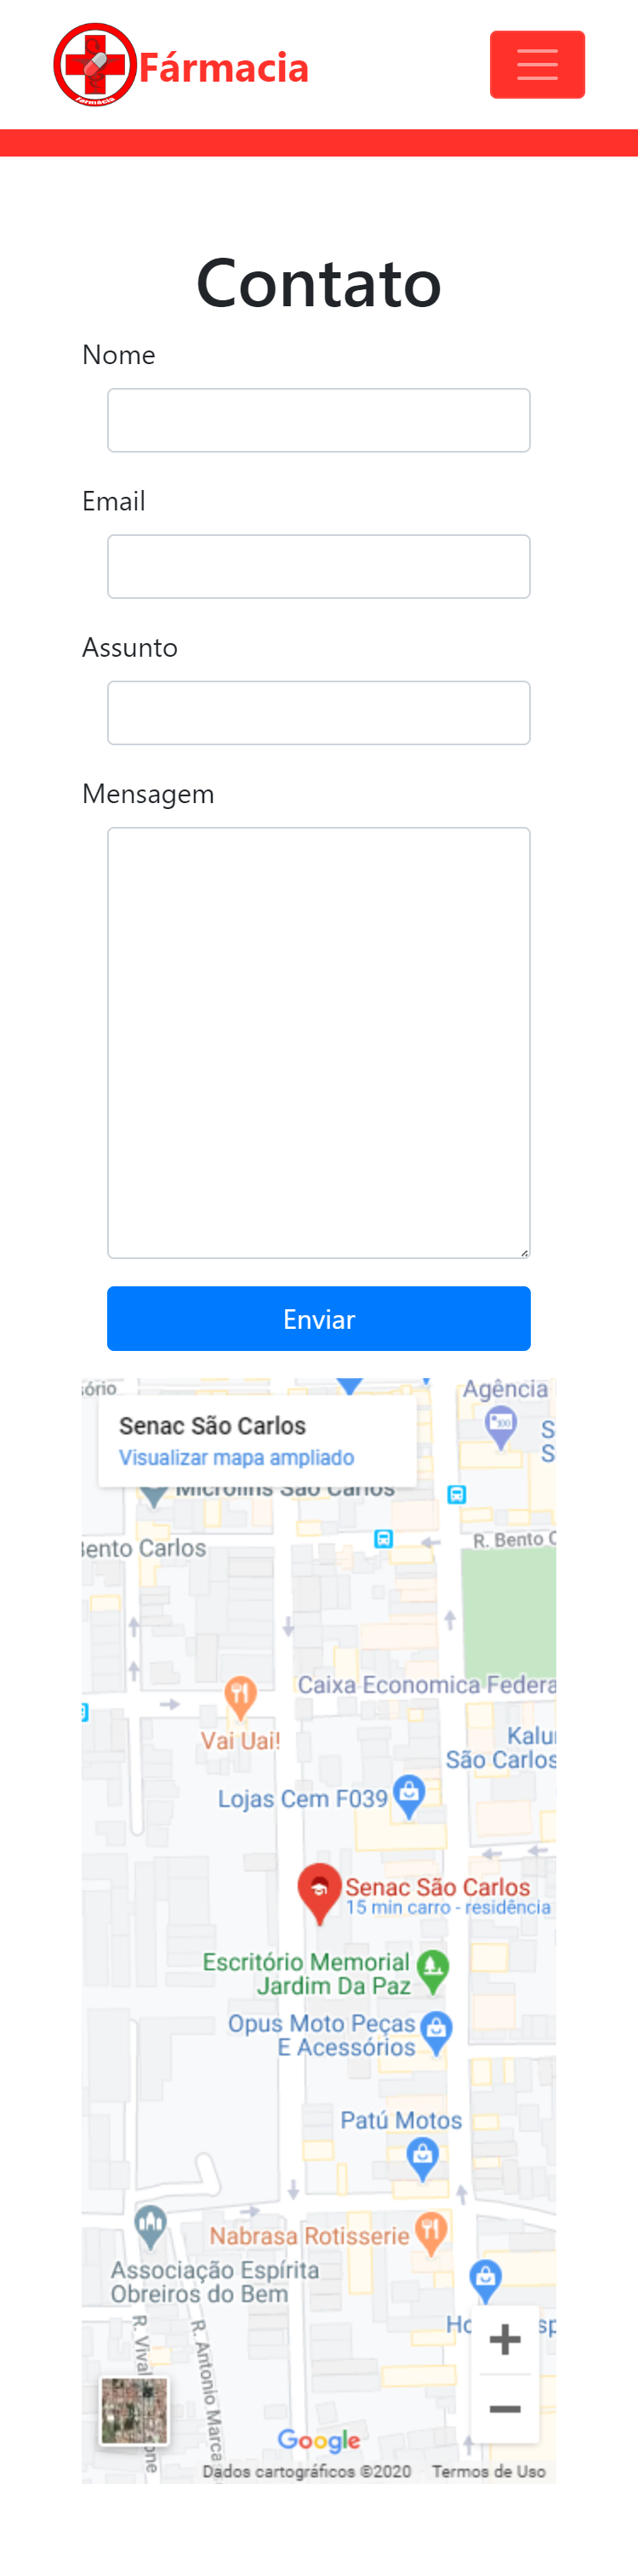 Fármacia
farmácia
Contato
Nome
Email
Assunto
Mensagem
Enviar
Agência
Senac São Carlos
Visualizar mapa ampliado
Microlins São Carlos
300
R. Bento C
Bento Carlos
Caixa Economica Federa
Vai Uai!
Kalun
São Carlos
Lojas Cem F039
Senac São Carlos
15 min carro - residência
Escritório Memorial
Jardim Da Paz
Opus Moto Peças
E Acessórios
Patú Motos
Nabrasa Rotisserie
Associação Espírita
Obreiros do Bem
R. Antonio Marca
Google
Dados cartográficos ©2020 Termos de Uso